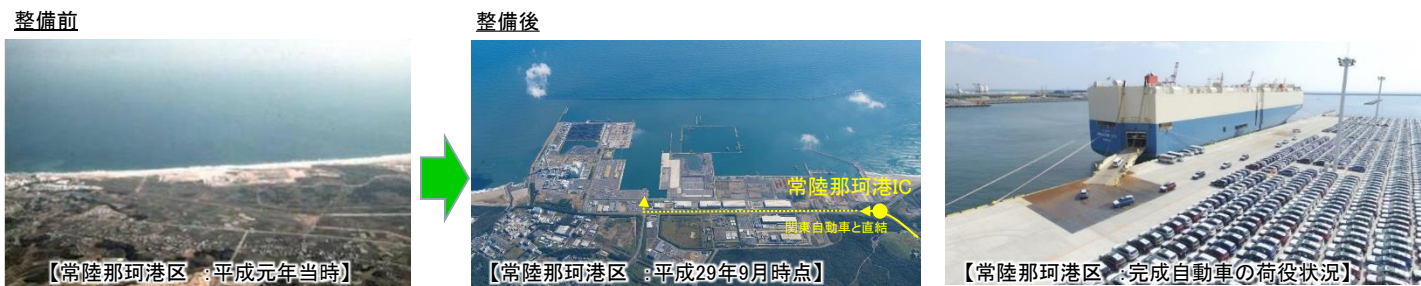 整備前
整備後
常陸那珂港IC
関東自動車と直結
【常陸那珂港区 :平成元年当時】
【常陸那珂港区 :平成29年9月時点】
【常陸那珂港区 :完成自動車の荷役状況】